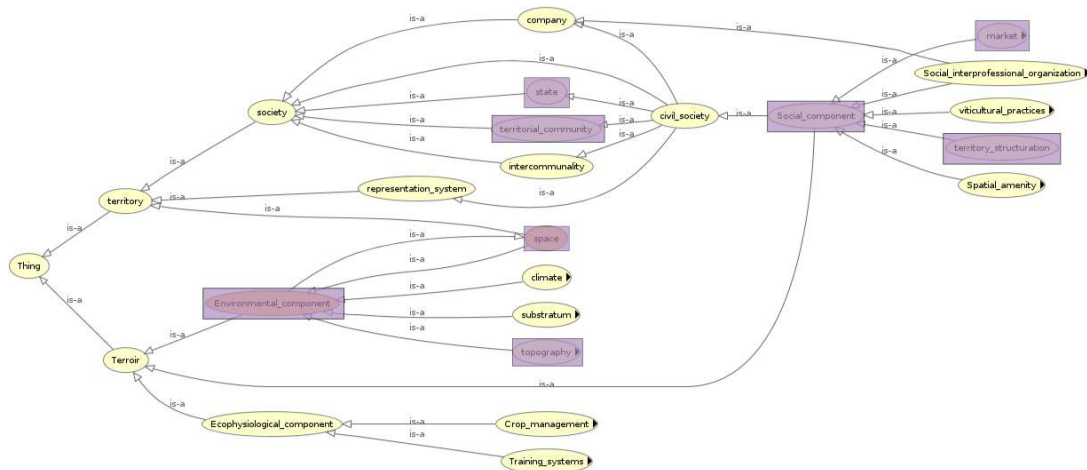 company
is-a
is-a
market
is-a
is-a
Social_interprofessional_organization
is-a
state
is-a
is-a
society
is-a
viticultural_practices
is-a
territorial_community
is-a
is-a
civil_society
is-a
Social_component
is-a
is-a
is-a
territory_structuration
is-a
intercommunality
is-a
is-a
representation_system
Spatial_amenity
territory
is-a
is-a
is-a
is-a
space
is-a
Thing
is-a
climate
is-a
Environmental_component
is-a
substratum
is-a
is-a
topography
Terroir
is-a
is-a
is-a
Ecophysiological_component
is-a
Crop_management
is-a
Training_systems